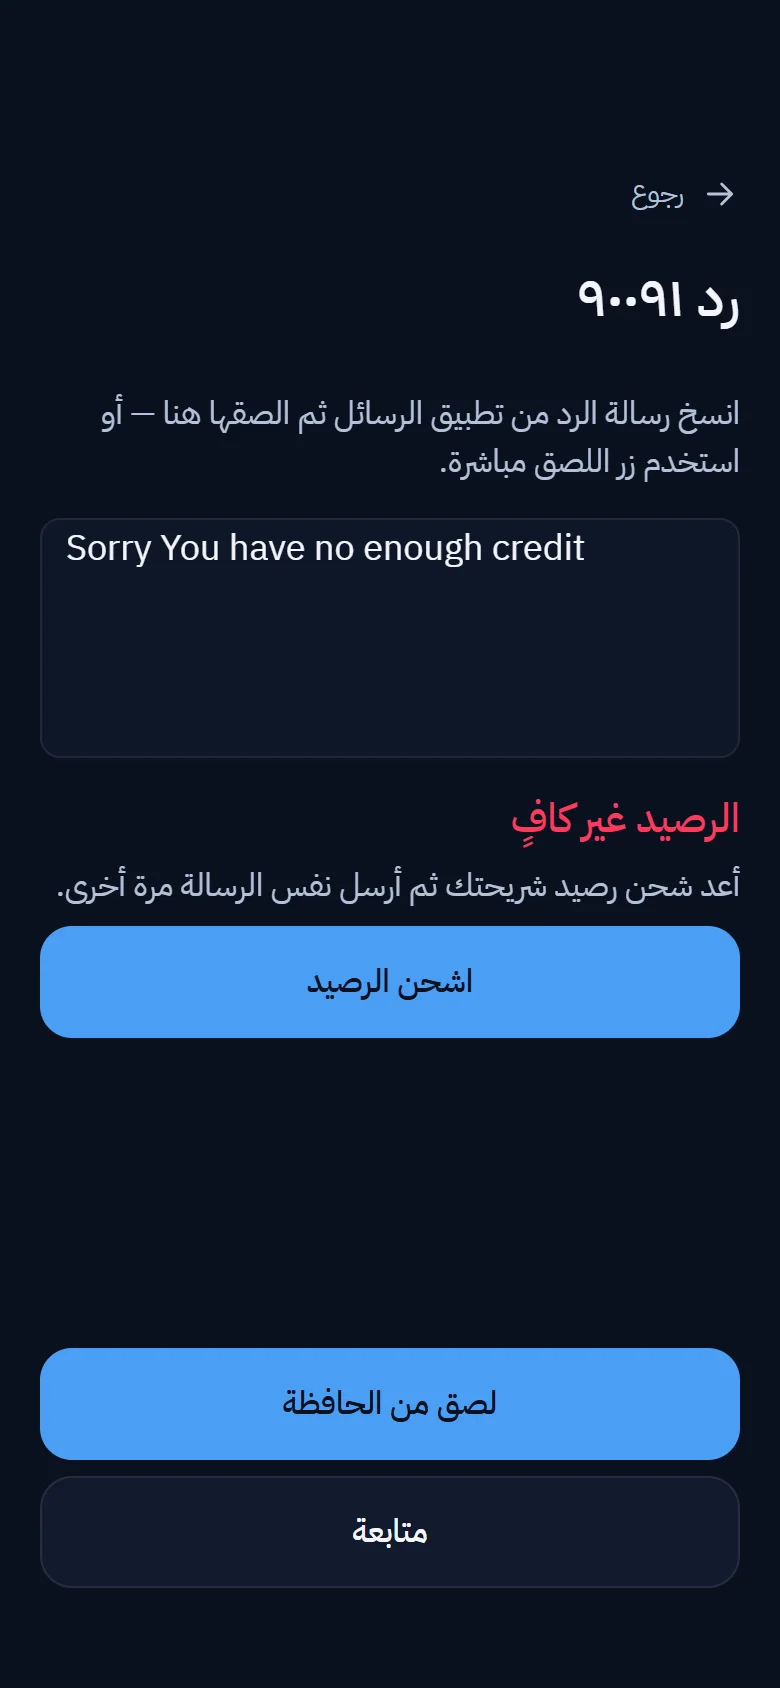 رجوع
رد ٩٠٠٩١
انسخ رسالة الرد من تطبيق الرسائل ثم الصقها هنا — أو
استخدم زر اللصق مباشرة.
Sorry You have no enough credit
الرصيد غير كافٍ
أعد شحن رصيد شريحتك ثم أرسل نفس الرسالة مرة أخرى.
اشحن الرصيد
لصق من الحافظة
متابعة